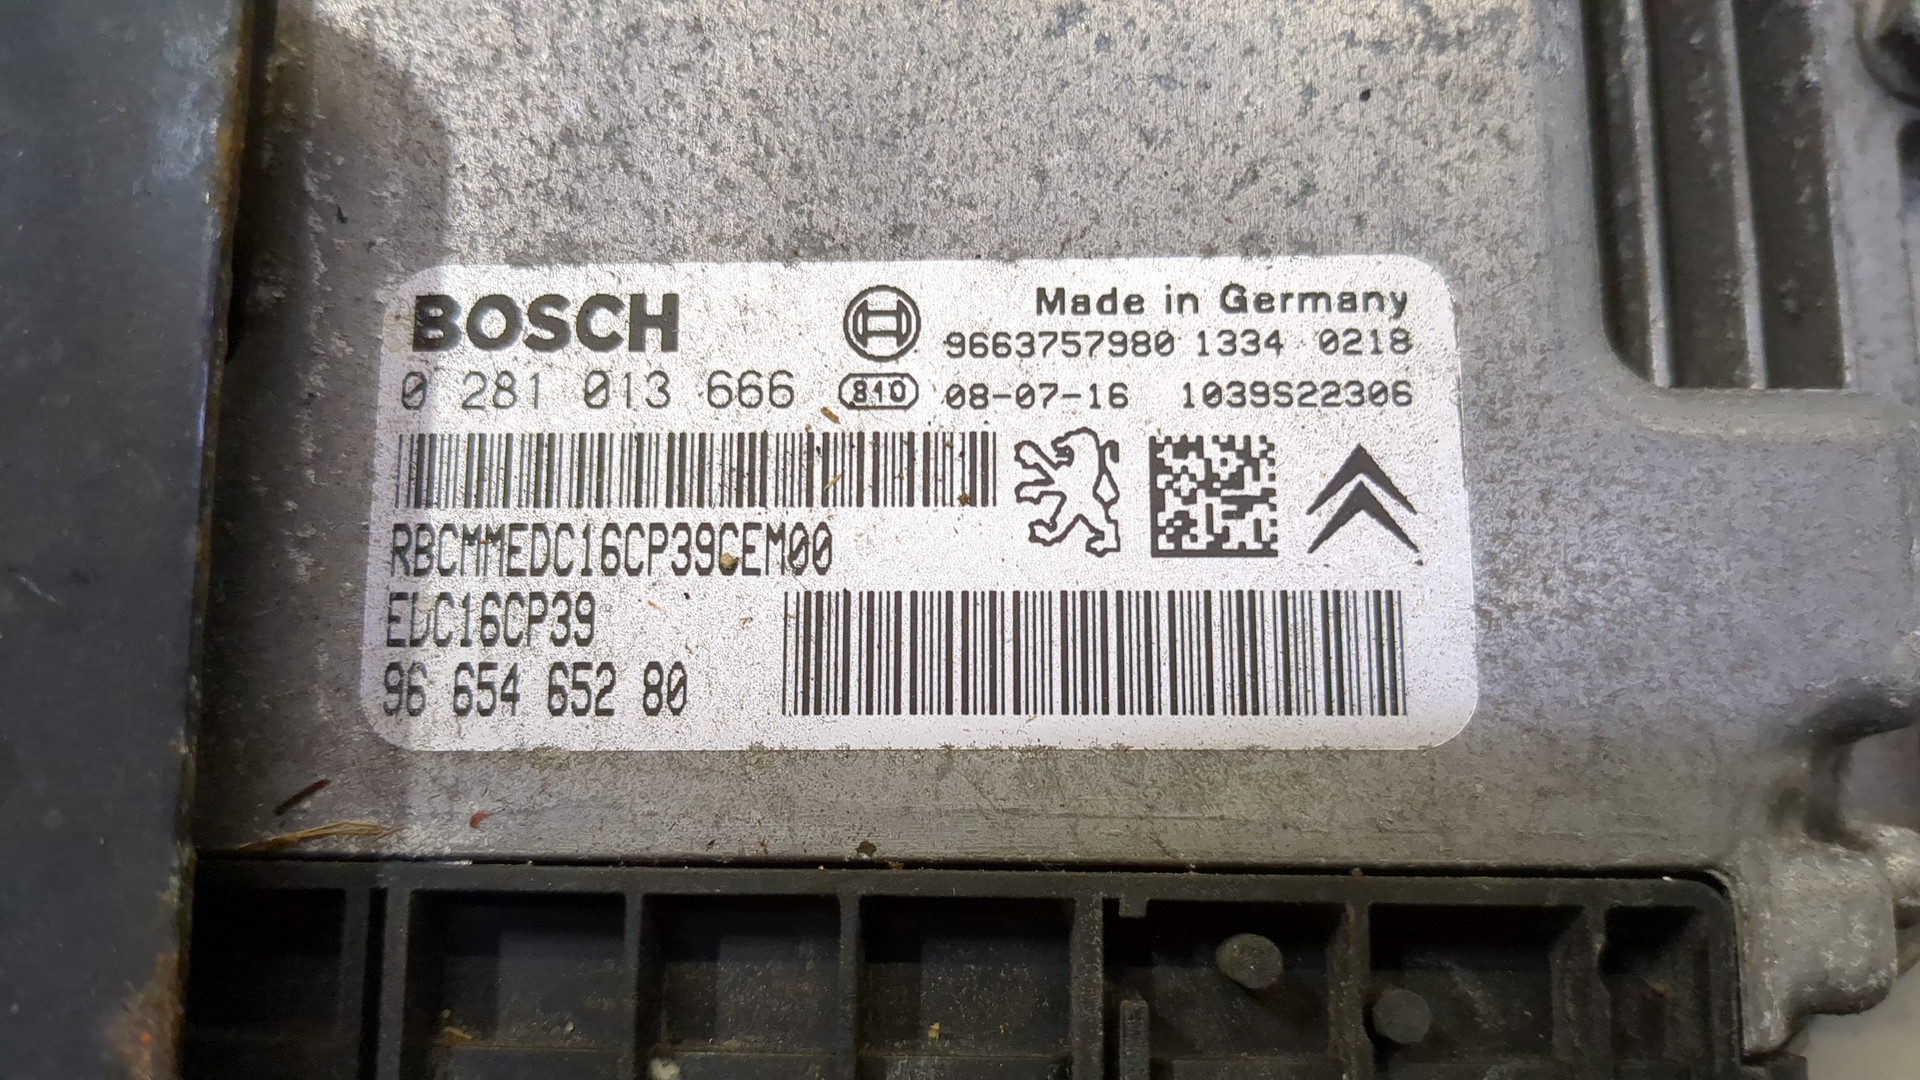 BOSCH
Made in Germany
9663757980 1334 0218
0 281 013 666 810 08-07-16 1039S22306
RBCMMEDC16CP39CEM00
EDC16CP39
96 654 652 80